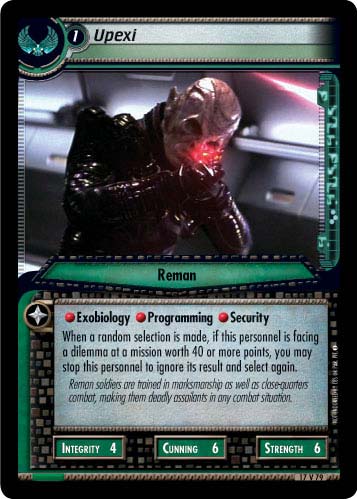 1 Upexi
Reman
Exobiology Programming Security
When a random selection is made, if this personnel is facing
a dilemma at a mission worth 40 or more points, you may
stop this personnel to ignore its result and select again.
Reman soldiers are trained in marksmanship as well as close-quarters
combat, making them deadly assailants in any combat situation.
INTEGRITY 4 CUNNING 6 STRENGTH 6
17 V 79